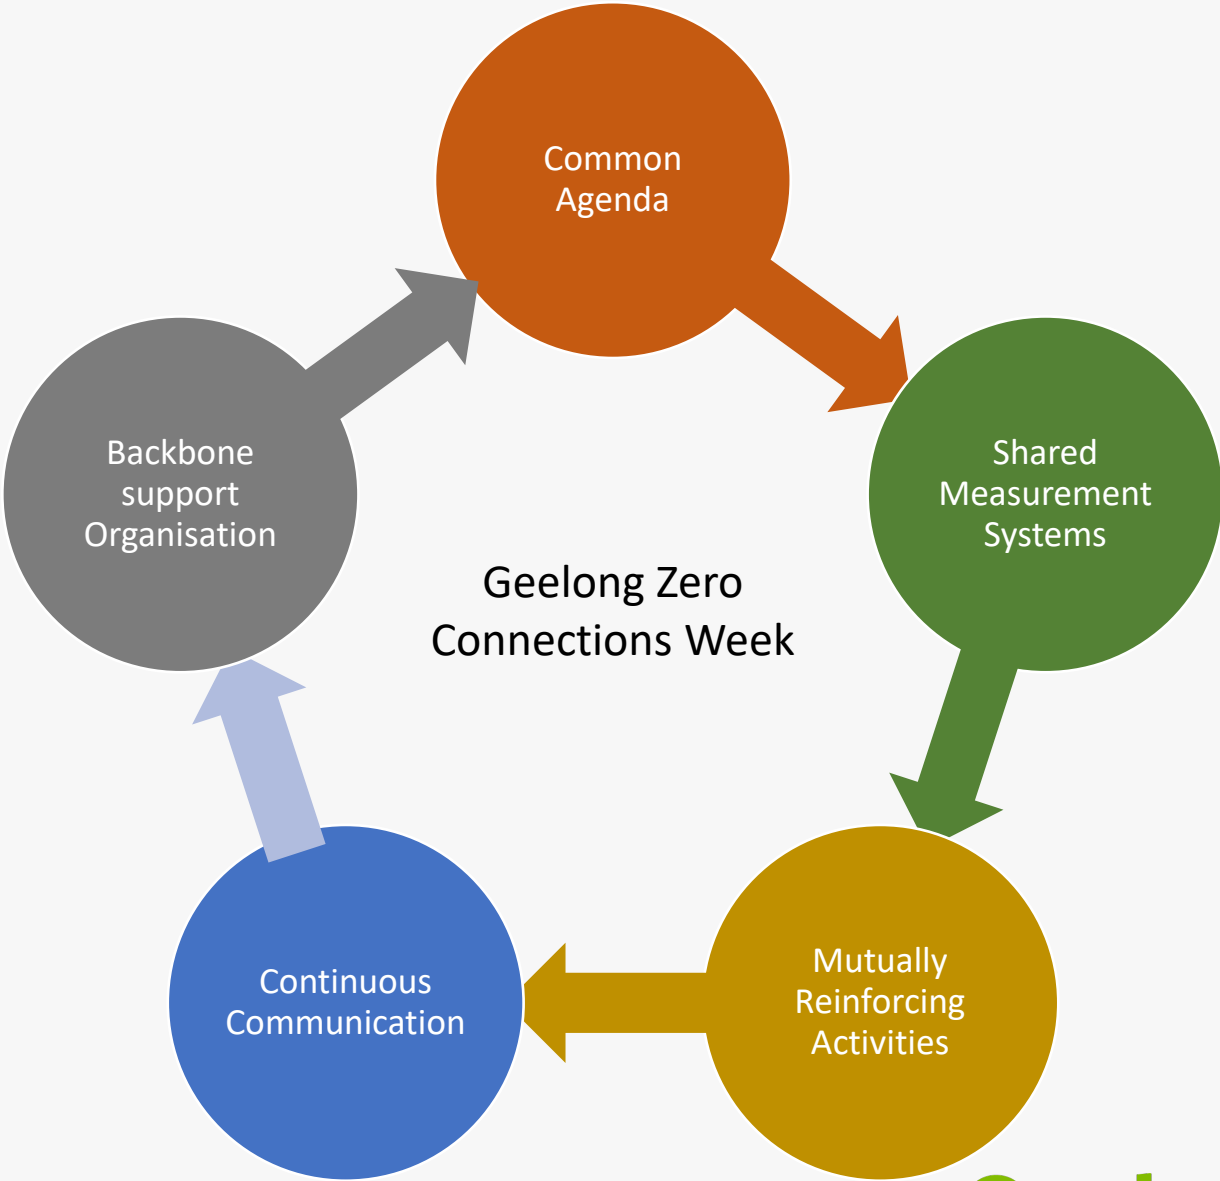 Common
Agenda
Shared
Measurement
Systems
Mutually
Reinforcing
Activities
Continuous
Communication
Backbone
support
Organisation
Geelong Zero
Connections Week